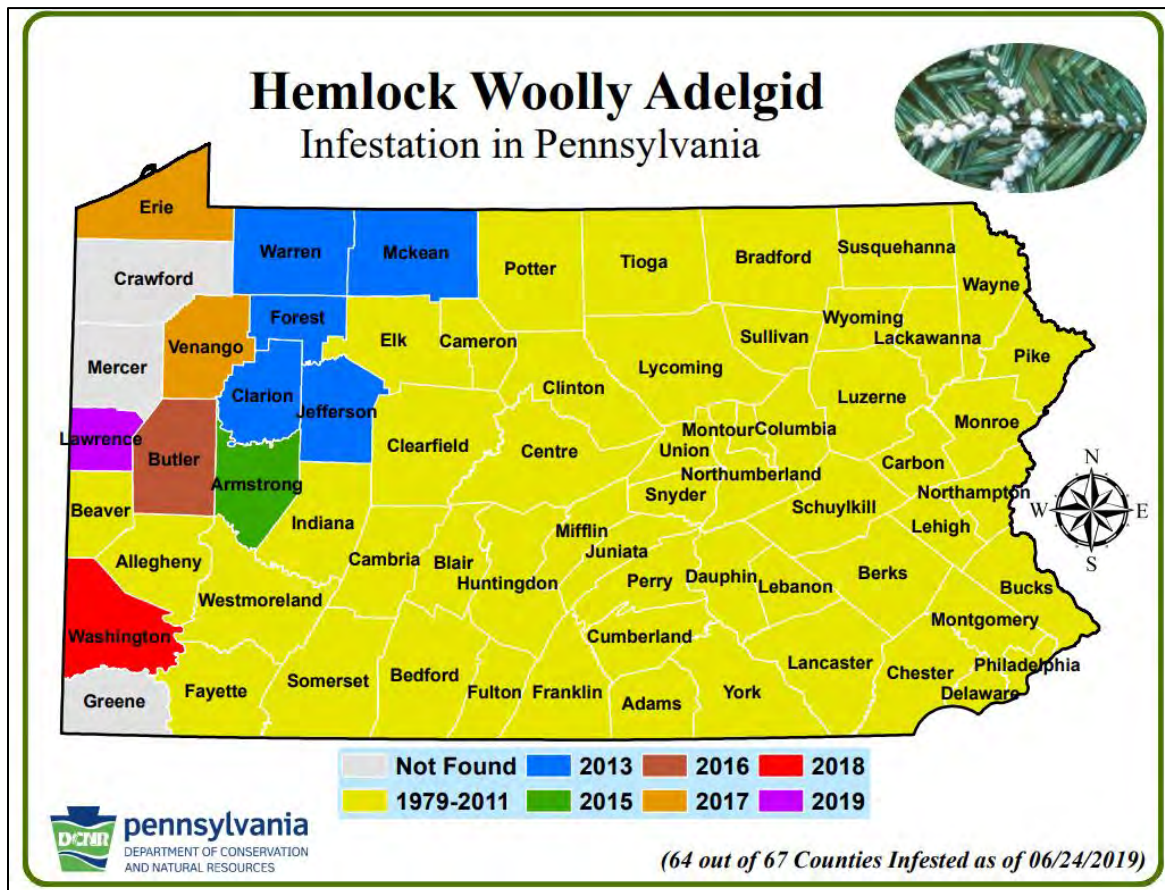 Hemlock Woolly Adelgid
Infestation in Pennsylvania
Erie
Crawford
Warren
Mckean
Potter
Tioga
Bradford
Susquehanna
Wayne
Mercer
Venango
Forest
Elk
Cameron
Clinton
Lycoming
Sullivan
Wyoming
Lackawanna
Pike
Lawrence
Butler
Clarion
Jefferson
Clearfield
Centre
Union
Montour
Columbia
Luzerne
Monroe
Beaver
Armstrong
Indiana
Snyder
Northumberland
Schuylkill
Carbon
Northampton
Lehigh
Allegheny
Westmoreland
Cambria
Blair
Huntingdon
Mifflin
Juniata
Perry
Dauphin
Lebanon
Berks
Bucks
Montgomery
Washington
Greene
Fayette
Somerset
Bedford
Fulton
Franklin
Cumberland
Adams
York
Lancaster
Chester
Delaware
Philadelphia
N
W
E
S
Not Found
2013
2016
2018
1979-2011
2015
2017
2019
DCNR
pennsylvania
DEPARTMENT OF CONSERVATION
AND NATURAL RESOURCES
(64 out of 67 Counties Infested as of 06/24/2019)